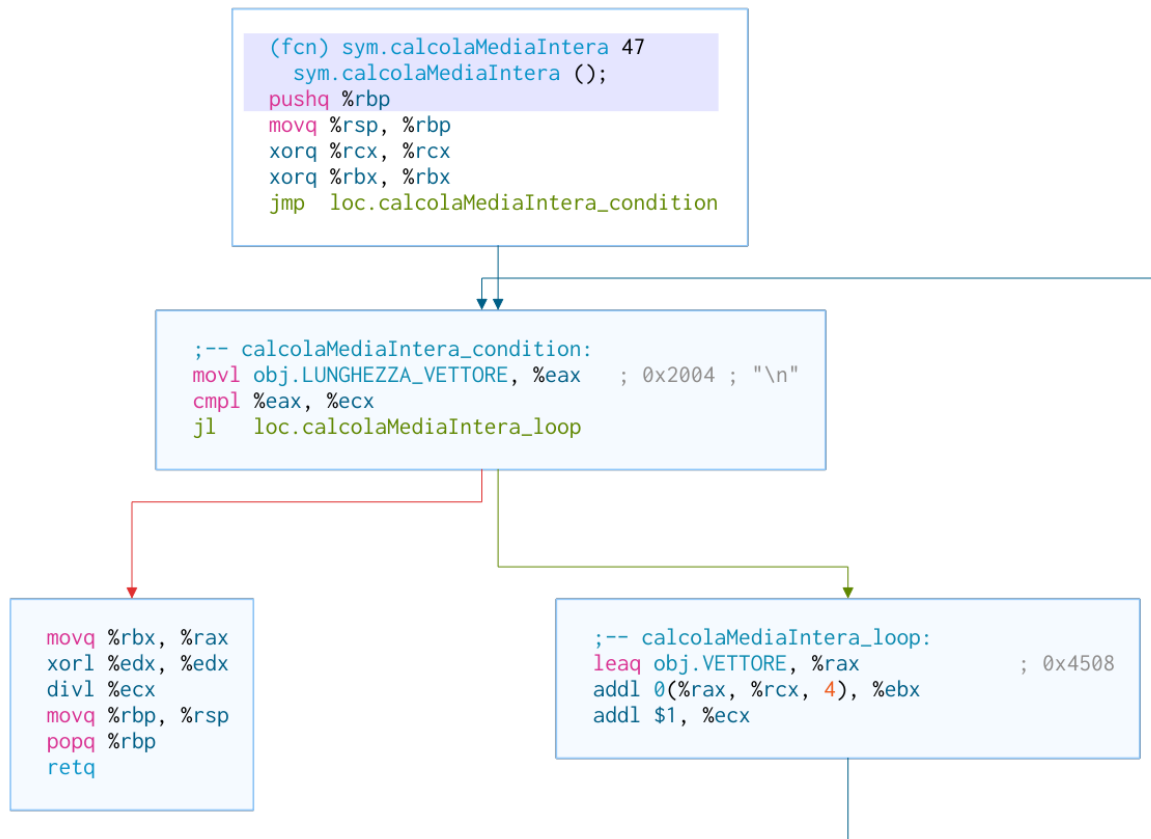 (fcn) sym.calcolaMediaIntera 47
sym.calcolaMediaIntera ();
pushq %rbp
movq %rsp, %rbp
xorq %rcx, %rcx
xorq %rbx, %rbx
jmp loc.calcolaMediaIntera_condition
;-- calcolaMediaIntera_condition:
movl obj.LUNGHEZZA_VETTORE, %eax ; 0x2004 ; "\n"
cmpl %eax, %ecx
jl loc.calcolaMediaIntera_loop
movq %rbx, %rax
xorl %edx, %edx
divl %ecx
movq %rbp, %rsp
popq %rbp
retq
;-- calcolaMediaIntera_loop:
leaq obj.VETTORE, %rax ; 0x4508
addl 0(%rax, %rcx, 4), %ebx
addl $1, %ecx